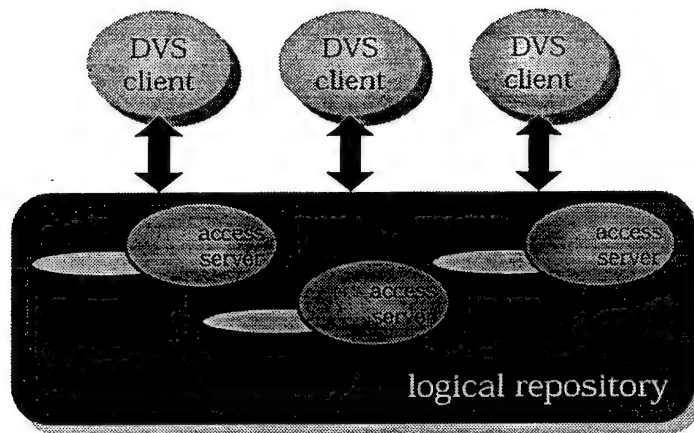 DVS
client
DVS
client
DVS
client
access
server
access
server
access
server
logical repository